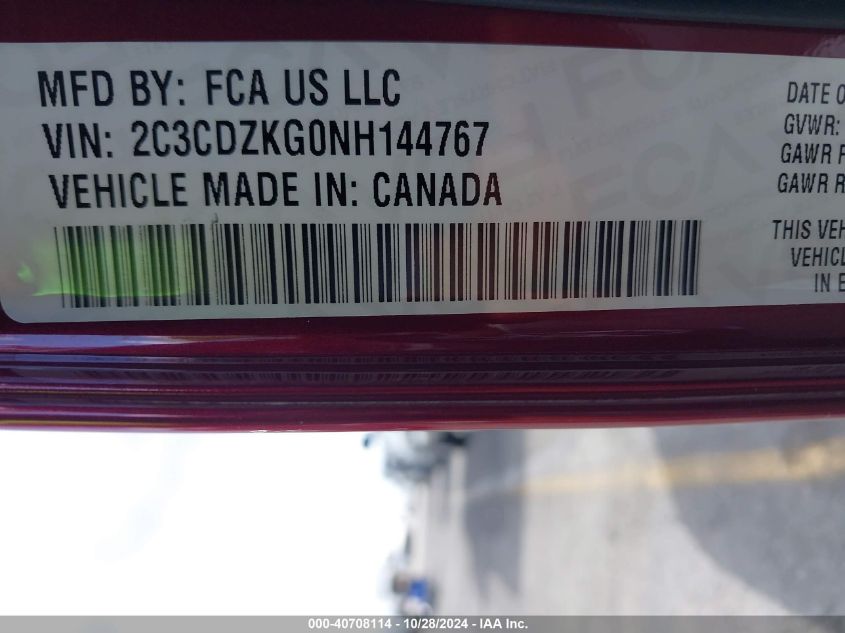 MFD BY: FCA US LLC
VIN: 2C3CDZKG0NH144767
VEHICLE MADE IN: CANADA
DATE O
GVWR:
GAWR F
GAWR R
THIS VEH
VEHICL
IN E
000-40708114 - 10/28/2024 - IAA Inc.